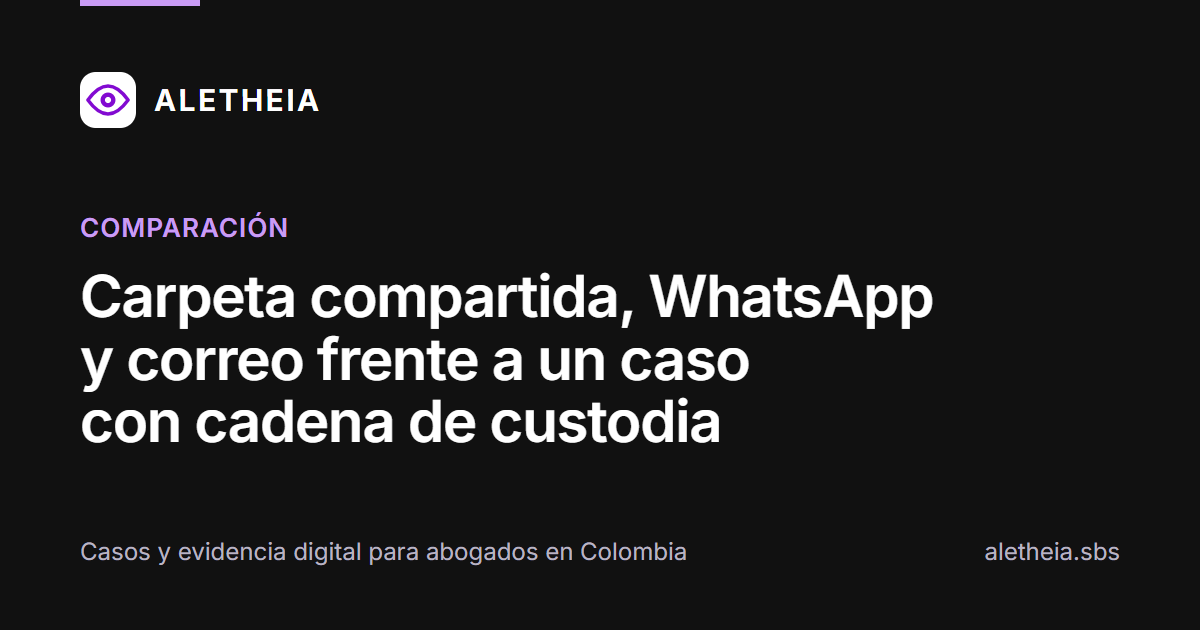 ALETHEIA
COMPARACIÓN
Carpeta compartida, WhatsApp
y correo frente a un caso
con cadena de custodia
Casos y evidencia digital para abogados en Colombia
aletheia.sbs